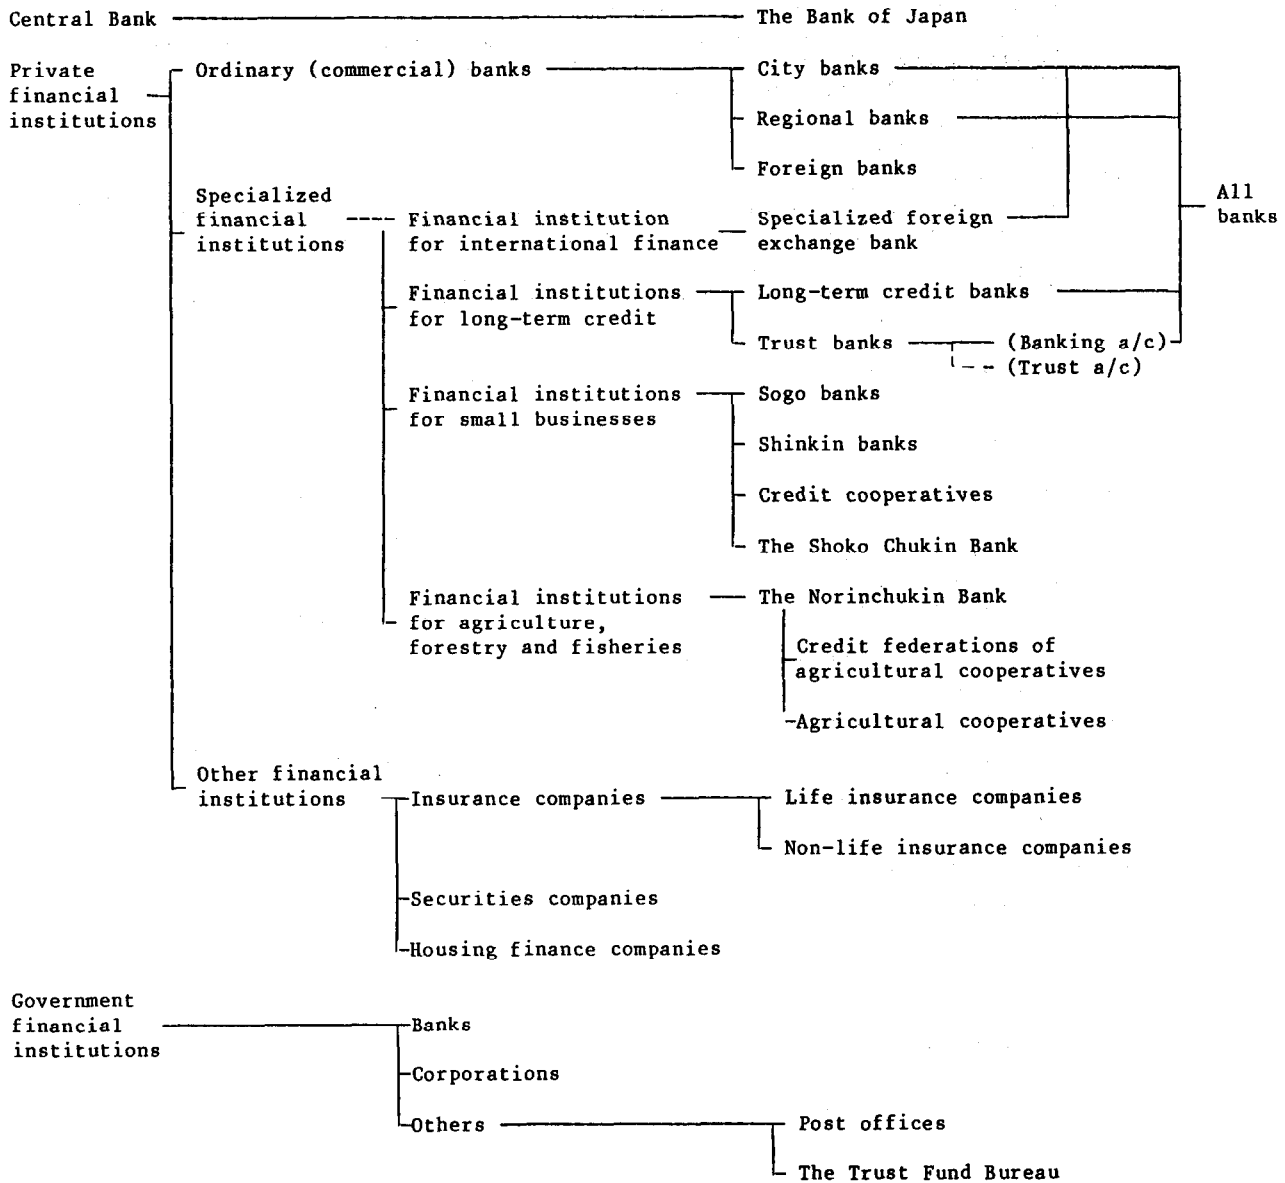 Central Bank
The Bank of Japan
Private
financial
institutions
Ordinary (commercial) banks
City banks
Regional banks
Foreign banks
All
banks
Specialized
financial
institutions
Financial institution
for international finance
Specialized foreign
exchange bank
Financial institutions
for long-term credit
Long-term credit banks
Trust banks
(Banking a/c)
(Trust a/c)
Financial institutions
for small businesses
Sogo banks
Shinkin banks
Credit cooperatives
The Shoko Chukin Bank
Financial institutions
for agriculture,
forestry and fisheries
The Norinchukin Bank
Credit federations of
agricultural cooperatives
Agricultural cooperatives
Other financial
institutions
Insurance companies
Life insurance companies
Non-life insurance companies
Securities companies
Housing finance companies
Government
financial
institutions
Banks
Corporations
Others
Post offices
The Trust Fund Bureau